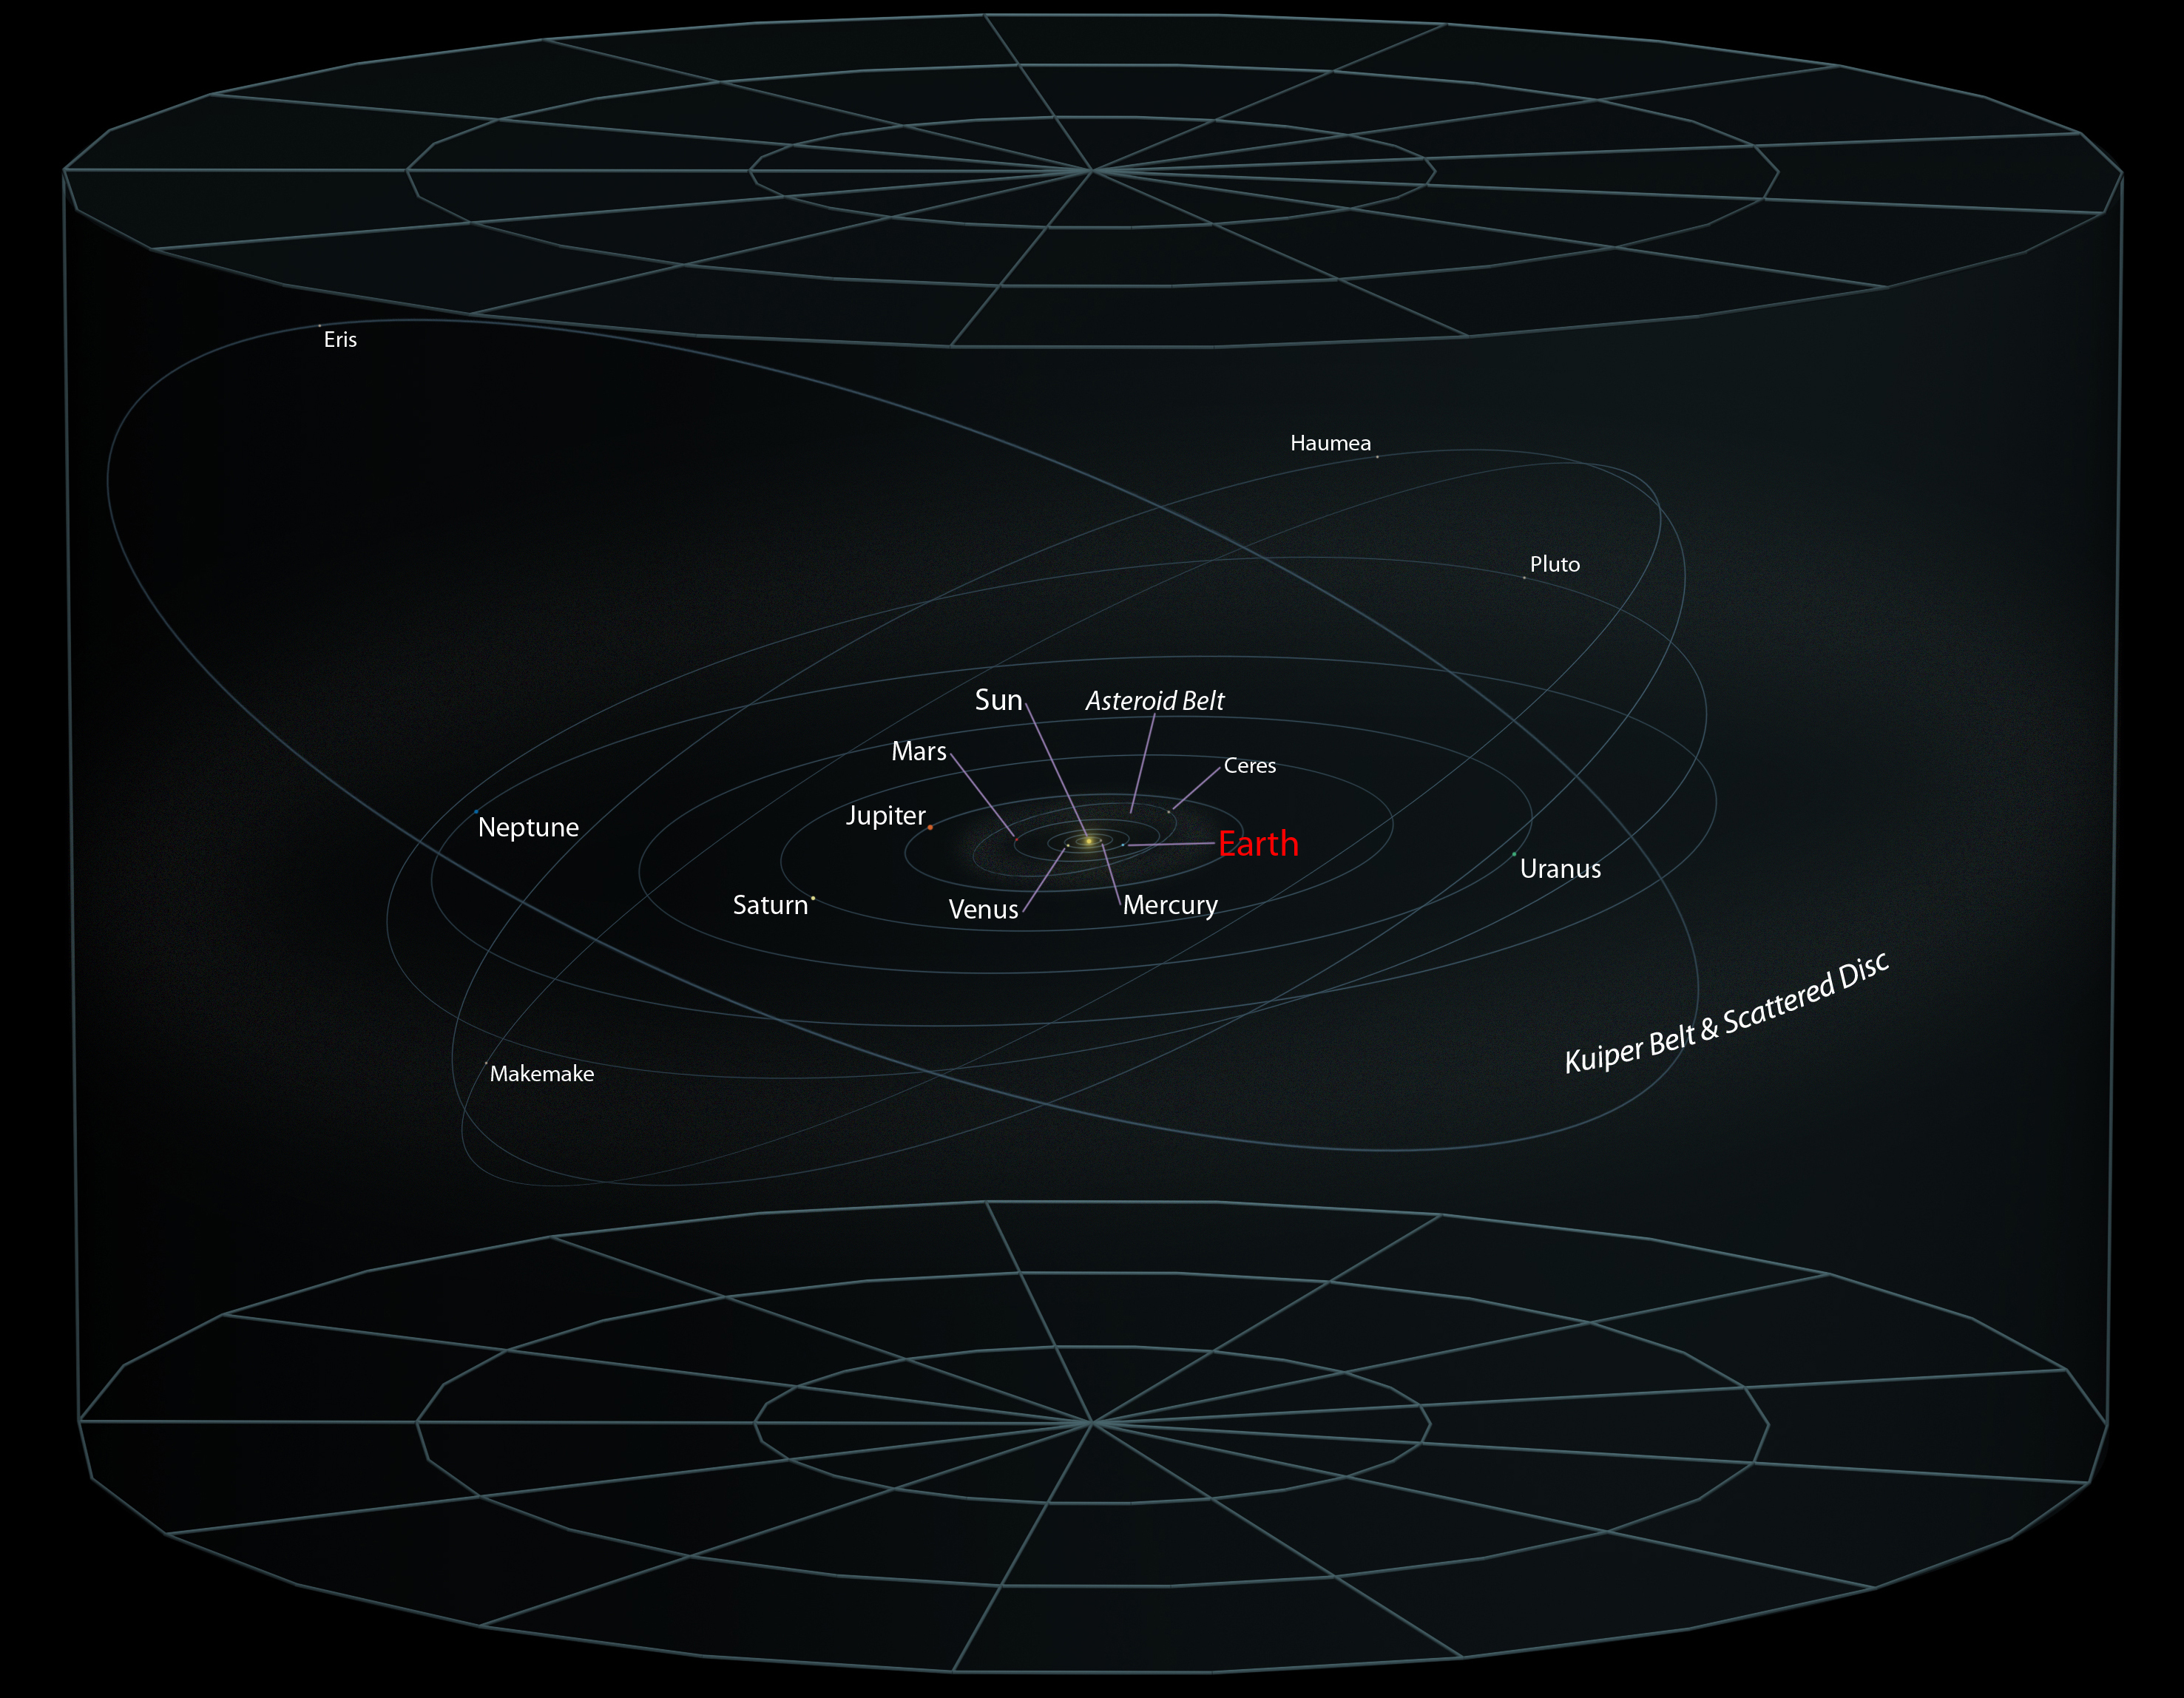 Eris
Haumea
Pluto
Sun
Asteroid Belt
Mars
Ceres
Jupiter
Neptune
Earth
Uranus
Saturn
Venus
Mercury
Kuiper Belt & Scattered Disc
Makemake